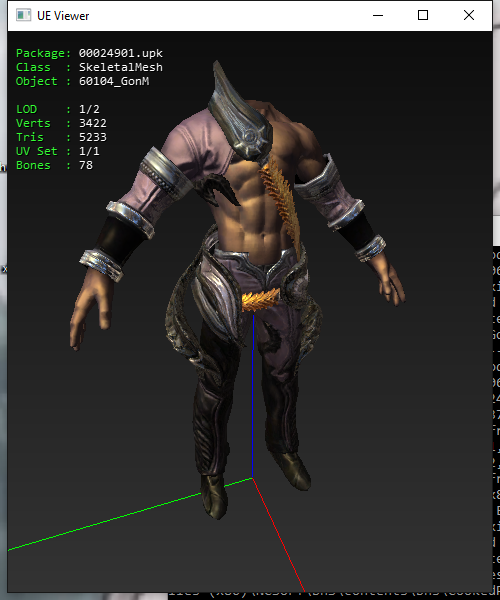 UE Viewer
Package: 00024901.upk
Class : SkeletalMesh
Object : 60104_GonM
LOD : 1/2
Verts : 3422
Tris : 5233
UV Set : 1/1
Bones : 78